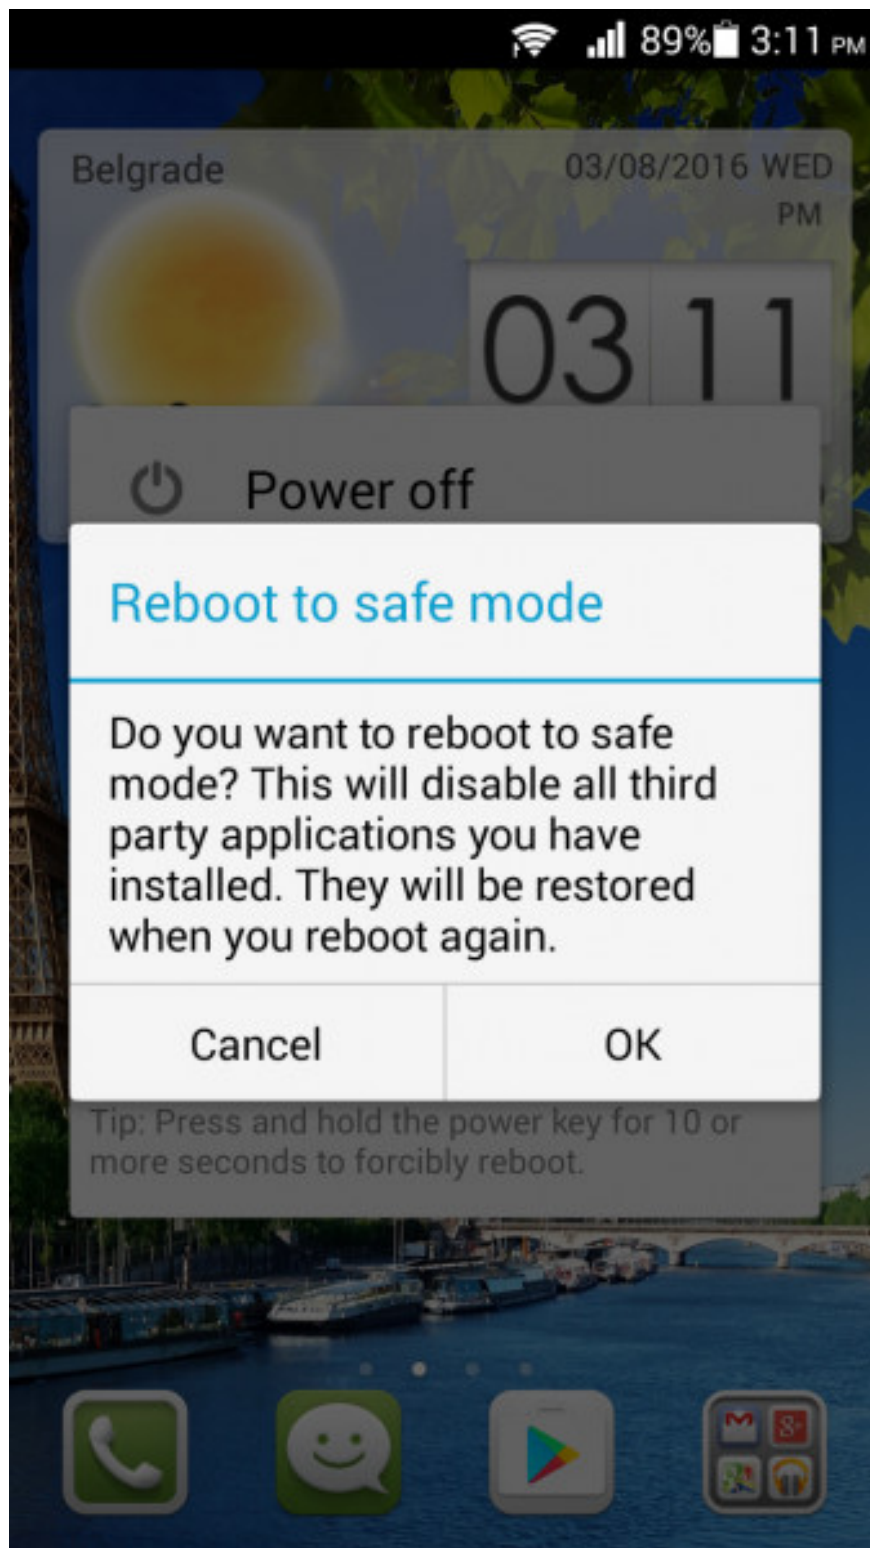 89% 3:11 PM
Belgrade
03/08/2016 WED
PM
03 11
Power off
Reboot to safe mode
Do you want to reboot to safe
mode? This will disable all third
party applications you have
installed. They will be restored
when you reboot again.
Cancel OK
Tip: Press and hold the power key for 10 or
more seconds to forcibly reboot.